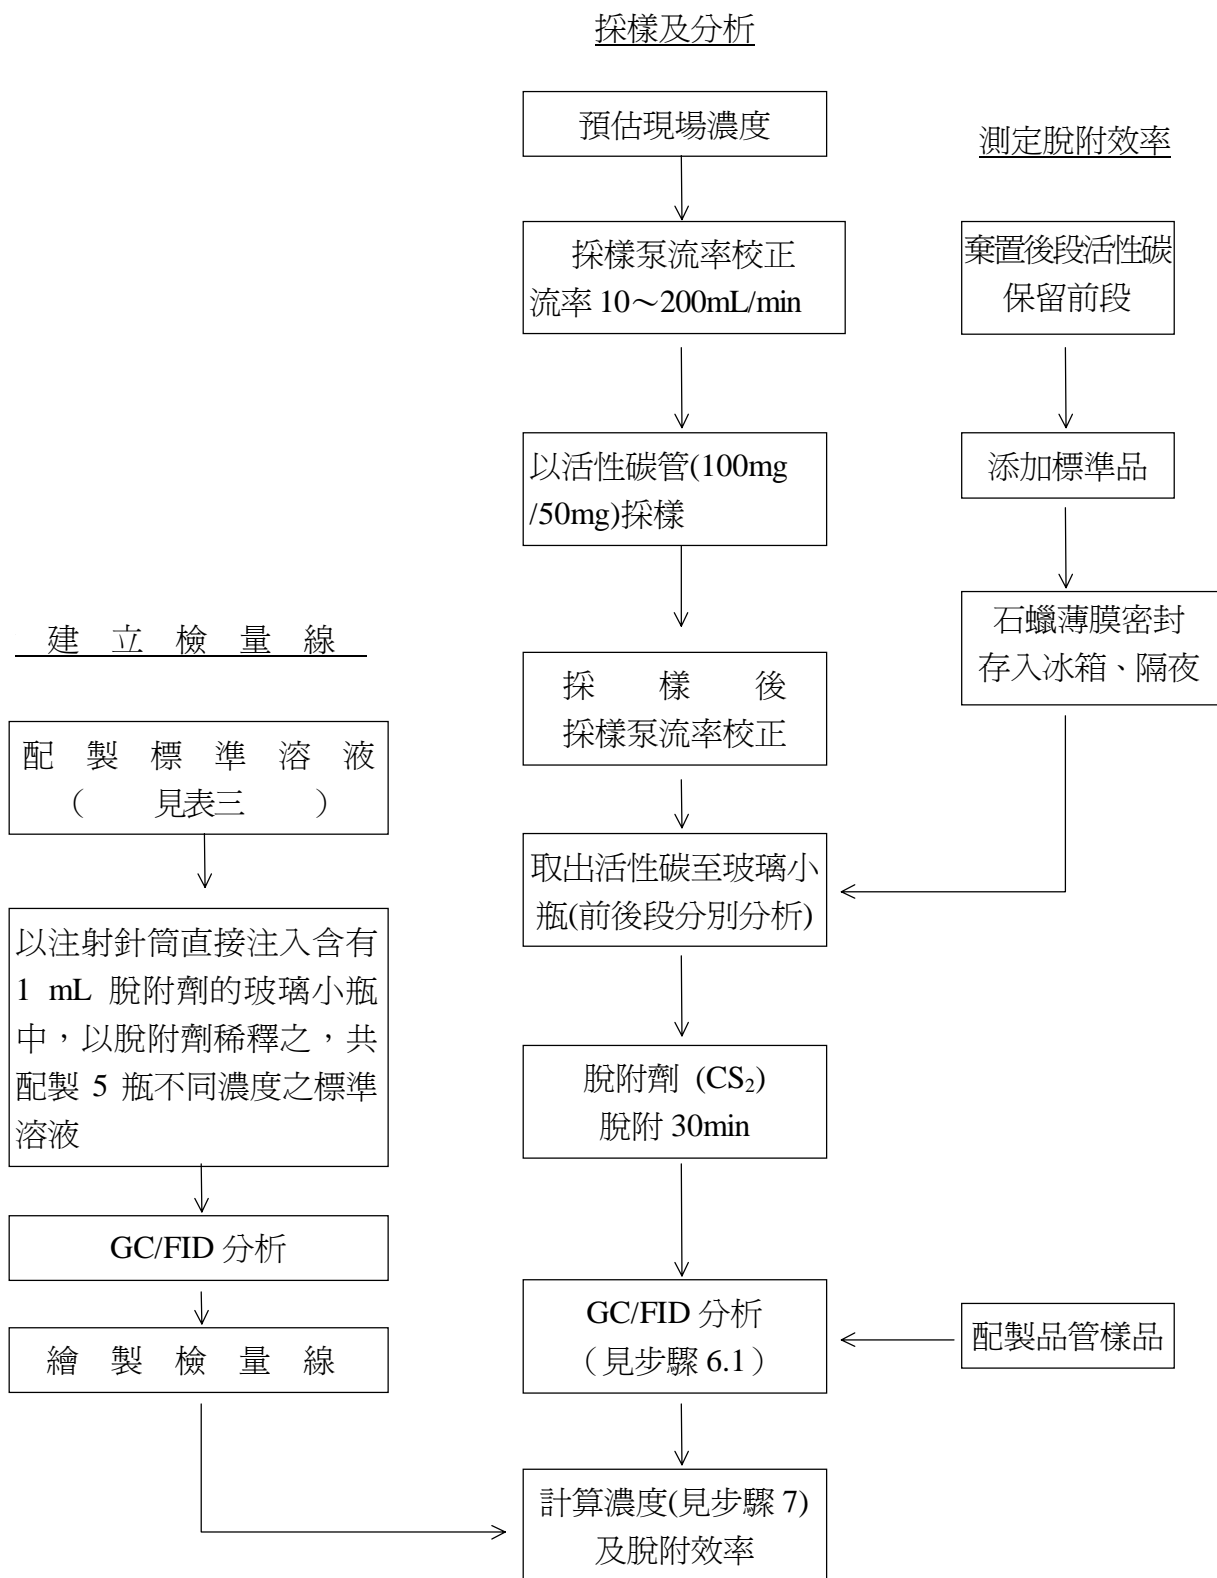 採樣及分析
預估現場濃度
採樣泵流率校正
流率 10～200mL/min
以活性碳管(100mg
/50mg)採樣
採樣後
採樣泵流率校正
取出活性碳至玻璃小
瓶(前後段分別分析)
脫附劑 (CS₂)
脫附 30min
GC/FID 分析
（見步驟 6.1）
計算濃度(見步驟 7)
及脫附效率
測定脫附效率
棄置後段活性碳
保留前段
添加標準品
石蠟薄膜密封
存入冰箱、隔夜
配製品管樣品
建立檢量線
配製標準溶液
（見表三）
以注射針筒直接注入含有
1 mL 脫附劑的玻璃小瓶
中，以脫附劑稀釋之，共
配製 5 瓶不同濃度之標準
溶液
GC/FID 分析
繪製檢量線